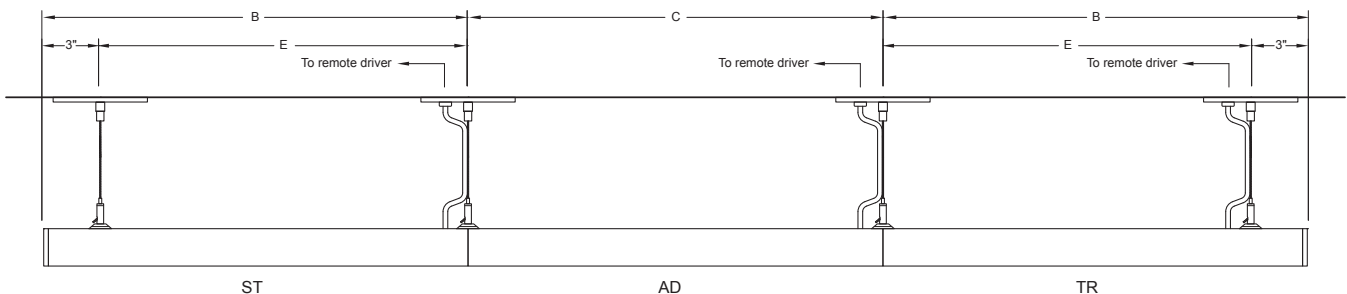 B C B
3" E E 3"
To remote driver To remote driver To remote driver
ST AD TR